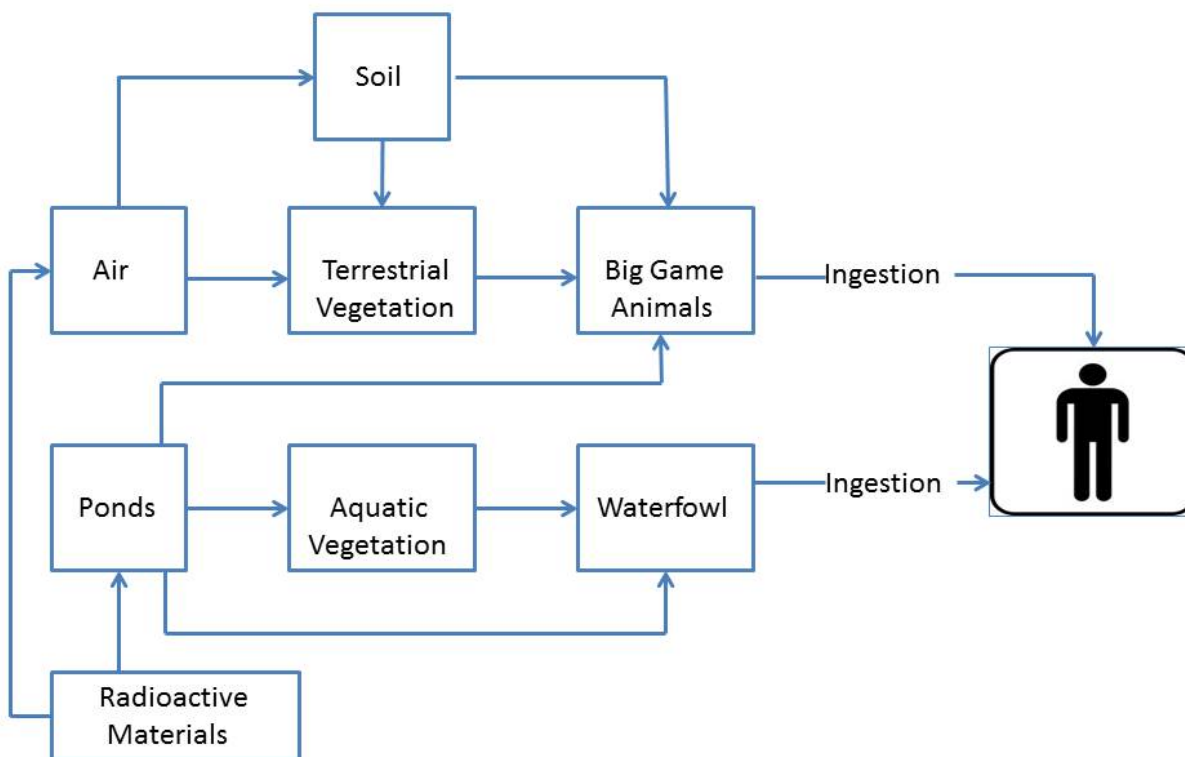 Soil
Air
Terrestrial
Vegetation
Big Game
Animals
Ingestion
Ponds
Aquatic
Vegetation
Waterfowl
Ingestion
Radioactive
Materials